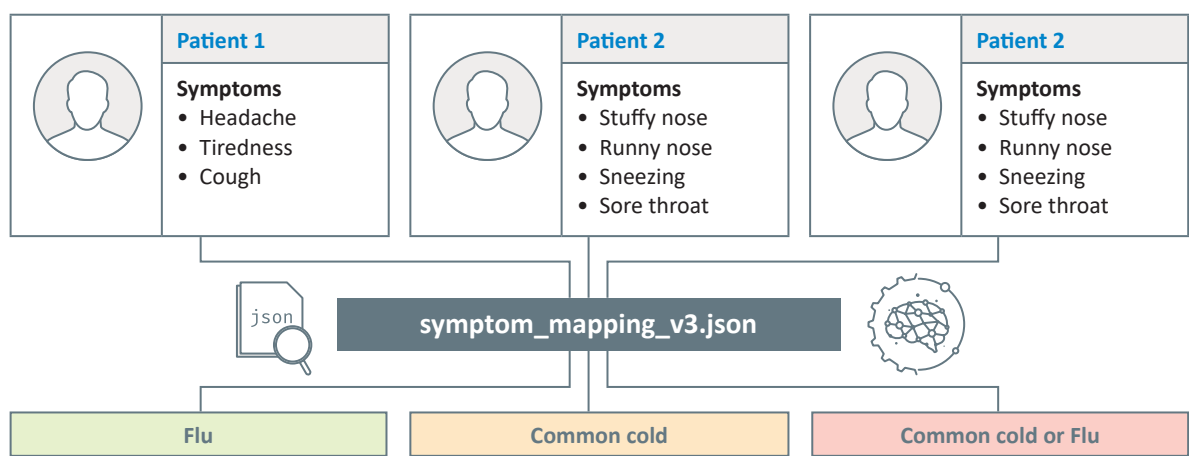 Patient 1
Symptoms
• Headache
• Tiredness
• Cough
Patient 2
Symptoms
• Stuffy nose
• Runny nose
• Sneezing
• Sore throat
Patient 2
Symptoms
• Stuffy nose
• Runny nose
• Sneezing
• Sore throat
json
symptom_mapping_v3.json
Flu
Common cold
Common cold or Flu